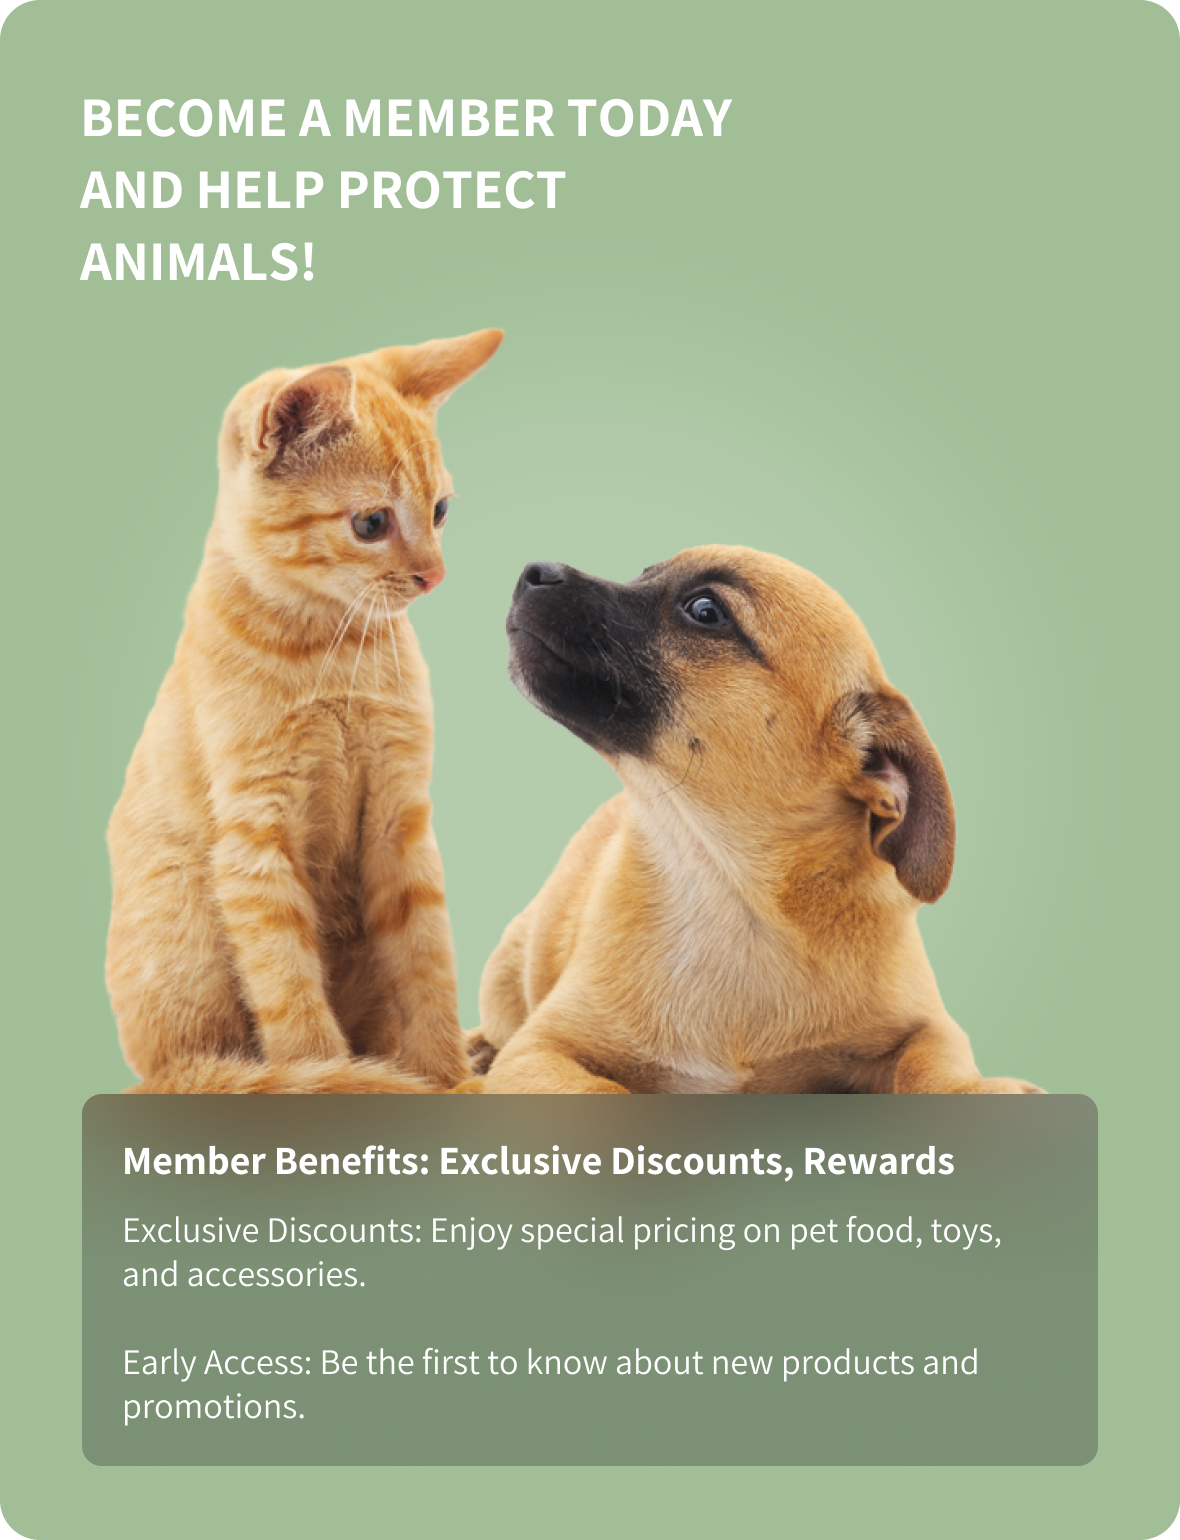 BECOME A MEMBER TODAY
AND HELP PROTECT
ANIMALS!
Member Benefits: Exclusive Discounts, Rewards
Exclusive Discounts: Enjoy special pricing on pet food, toys,
and accessories.
Early Access: Be the first to know about new products and
promotions.